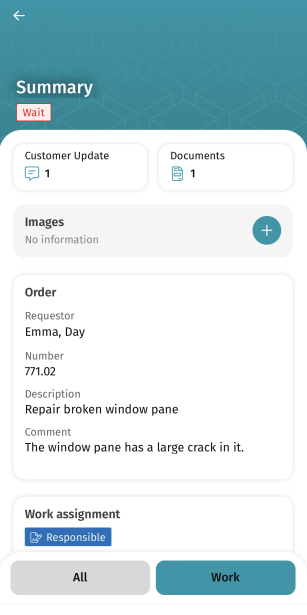 Summary
Wait
Customer Update
1
Documents
1
Images
No information
Order
Requestor
Emma, Day
Number
771.02
Description
Repair broken window pane
Comment
The window pane has a large crack in it.
Work assignment
Responsible
All
Work